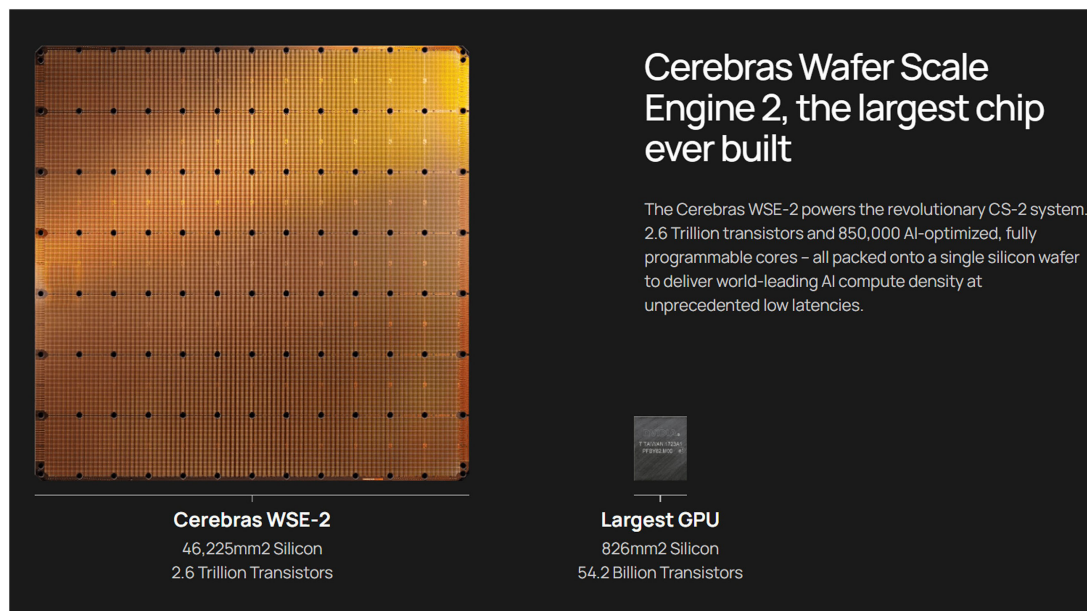 Cerebras Wafer Scale
Engine 2, the largest chip
ever built
The Cerebras WSE-2 powers the revolutionary CS-2 system.
2.6 Trillion transistors and 850,000 AI-optimized, fully
programmable cores – all packed onto a single silicon wafer
to deliver world-leading AI compute density at
unprecedented low latencies.
Cerebras WSE-2
46,225mm2 Silicon
2.6 Trillion Transistors
Largest GPU
826mm2 Silicon
54.2 Billion Transistors